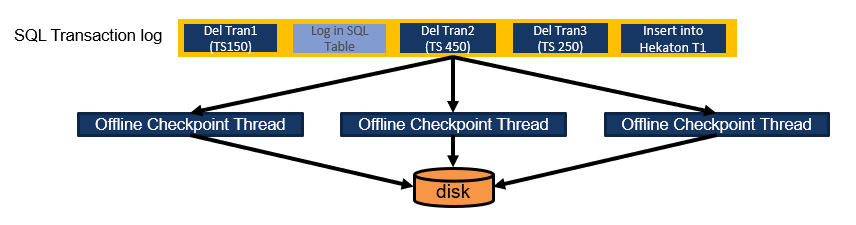 SQL Transaction log
Del Tran1
(TS150)
Log in SQL
Table
Del Tran2
(TS 450)
Del Tran3
(TS 250)
Insert into
Hekaton T1
Offline Checkpoint Thread
Offline Checkpoint Thread
Offline Checkpoint Thread
disk